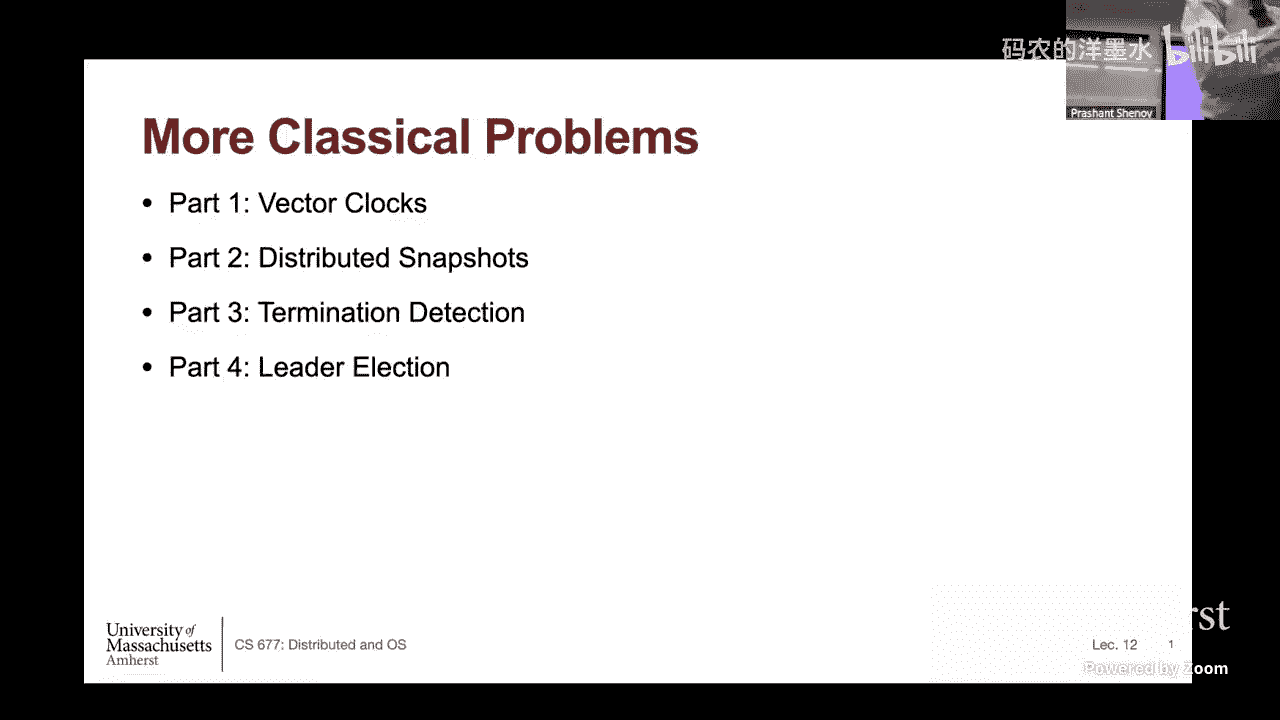 码农的洋墨水 bilibili
Prashant Shenoy
More Classical Problems
• Part 1: Vector Clocks
• Part 2: Distributed Snapshots
• Part 3: Termination Detection
• Part 4: Leader Election
University of
Massachusetts
Amherst
CS 677: Distributed and OS
Lec. 12
1
rst
Powered by Zoom